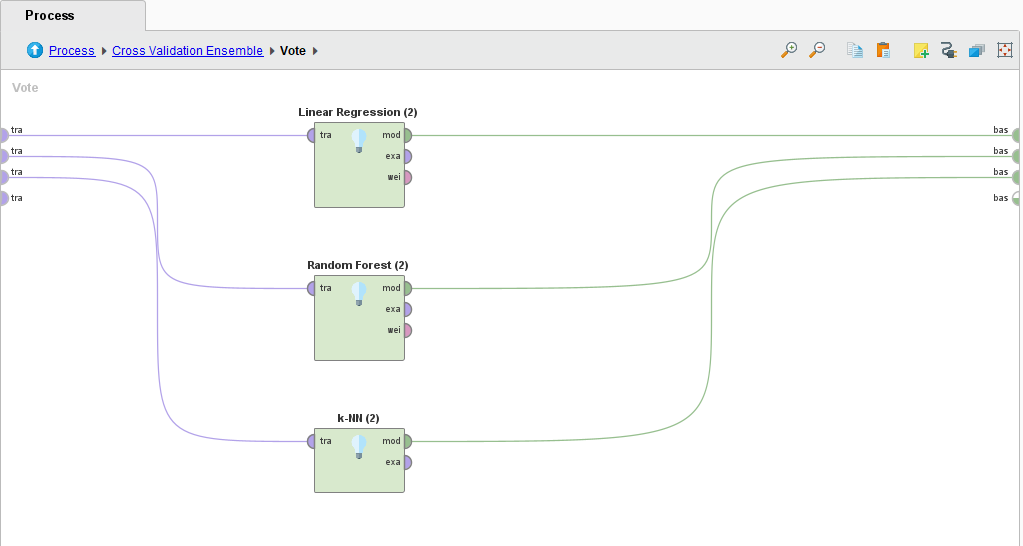 Process
Process Cross Validation Ensemble Vote
Vote
Linear Regression (2)
tra tra mod bas
tra exa bas
tra wei bas
tra bas
Random Forest (2)
tra mod
exa
wei
k-NN (2)
tra mod
exa